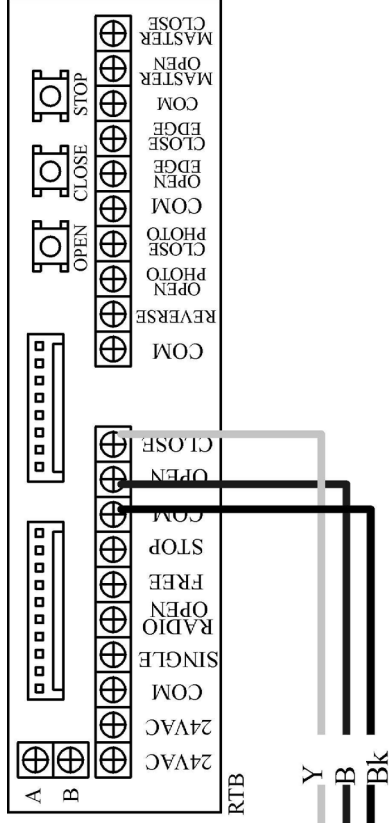 MASTER
CLOSE
MASTER
OPEN
COM
CLOSE
EDGE
OPEN
EDGE
COM
CLOSE
PHOTO
OPEN
PHOTO
REVERSE
COM
STOP
CLOSE
OPEN
CLOSE
OPEN
COM
STOP
FREE
RADIO
OPEN
SINGLE
COM
24VAC
24VAC
A
B
RTB
Y
B
Bk